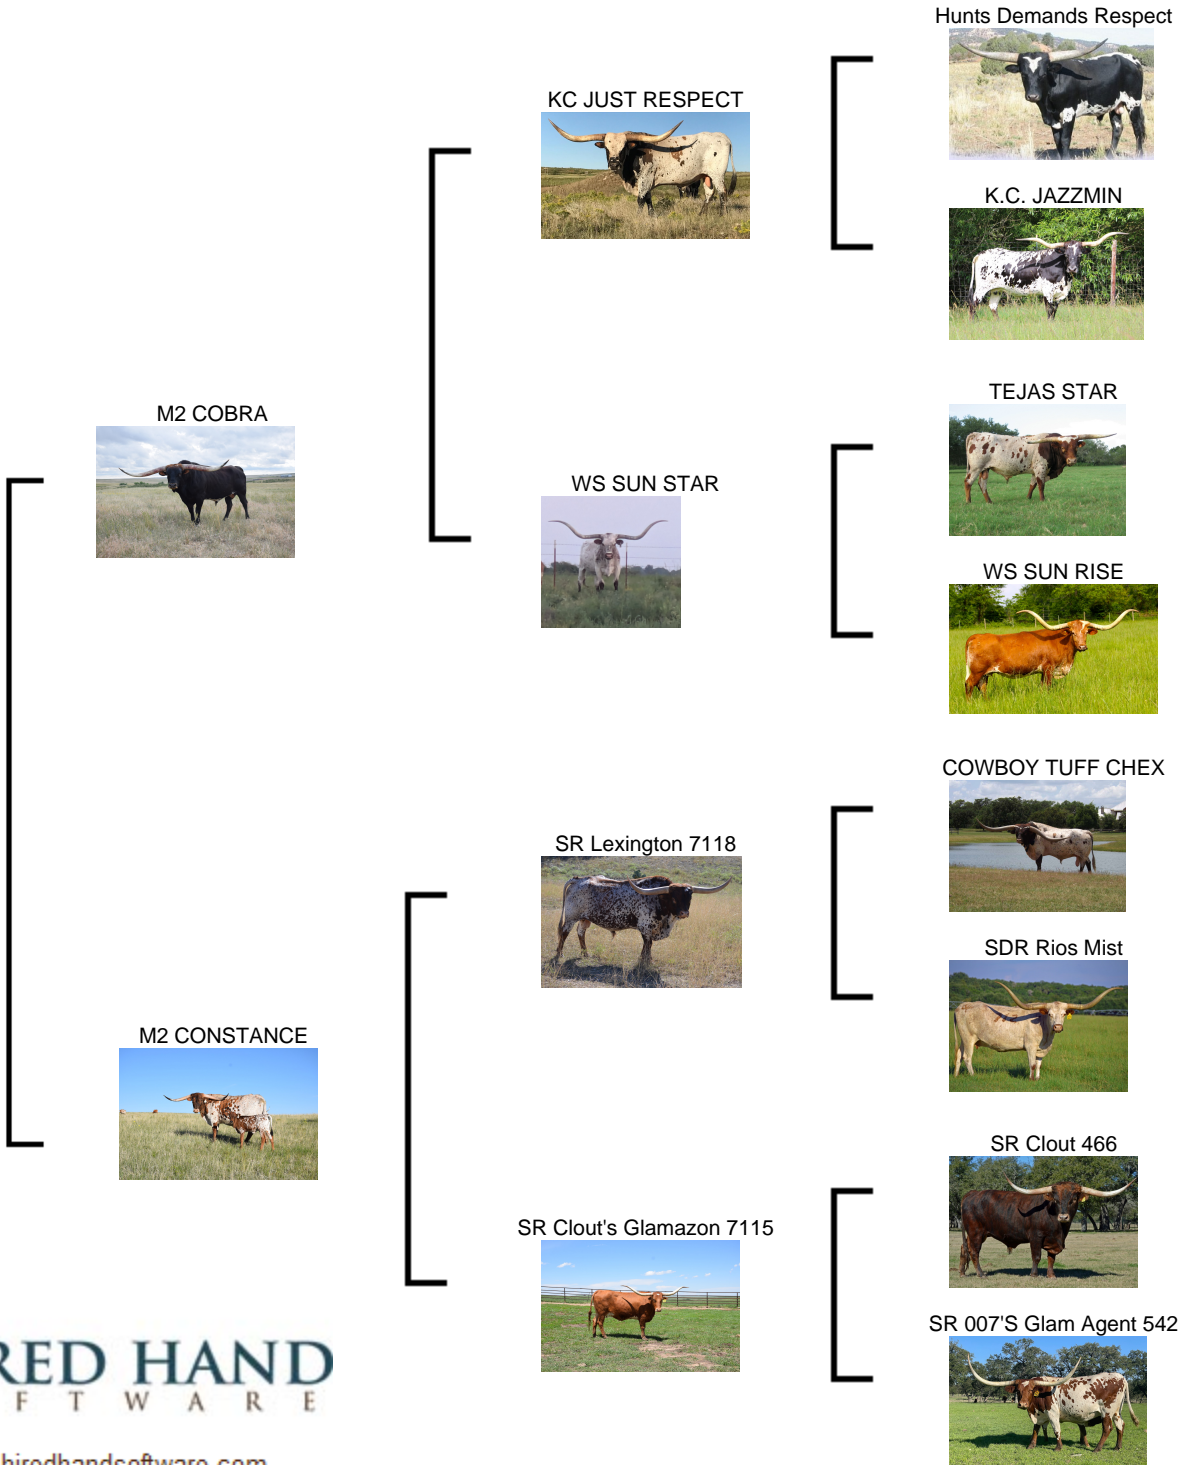 Hunts Demands Respect
KC JUST RESPECT
K.C. JAZZMIN
TEJAS STAR
M2 COBRA
WS SUN STAR
WS SUN RISE
COWBOY TUFF CHEX
SR Lexington 7118
SDR Rios Mist
M2 CONSTANCE
SR Clout 466
SR Clout's Glamazon 7115
SR 007'S Glam Agent 542
RED HAND
F T W A R E
hiredhandsoftware.com